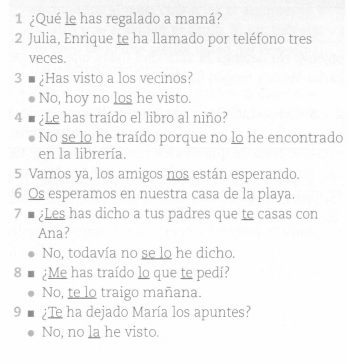 1 ¿Qué le has regalado a mamá?
2 Julia, Enrique te ha llamado por teléfono tres
veces.
3 ■ ¿Has visto a los vecinos?
● No, hoy no los he visto.
4 ■ ¿Le has traído el libro al niño?
● No se lo he traído porque no lo he encontrado
en la librería.
5 Vamos ya, los amigos nos están esperando.
6 Os esperamos en nuestra casa de la playa.
7 ■ ¿Les has dicho a tus padres que te casas con
Ana?
● No, todavía no se lo he dicho.
8 ■ ¿Me has traído lo que te pedí?
● No, te lo traigo mañana.
9 ■ ¿Te ha dejado María los apuntes?
● No, no la he visto.